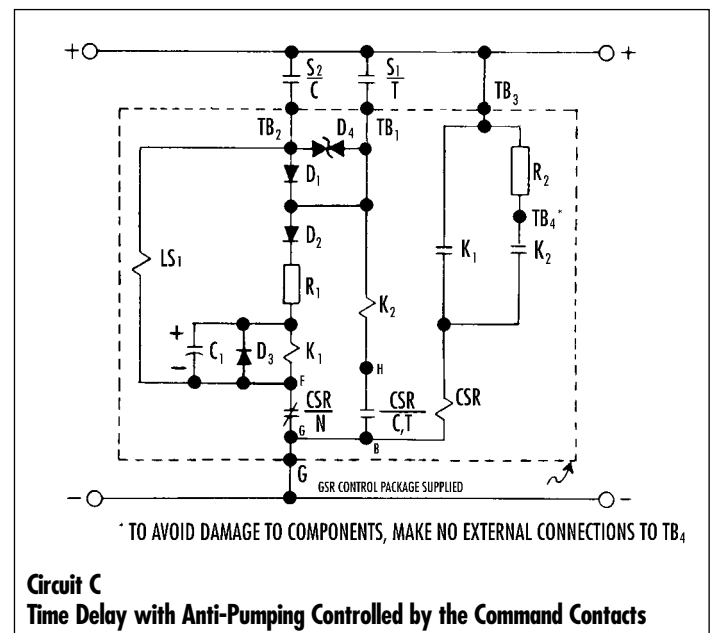 + +
S2 S1
C T
TB3
TB2 D4 TB1
D1
R2
D2
TB4*
LS1
K1 K2
R1
K2
+
C1 D3 K1
-
H
F
CSR CSR CSR
N C,T
G B
G
GSR CONTROL PACKAGE SUPPLIED
- -
* TO AVOID DAMAGE TO COMPONENTS, MAKE NO EXTERNAL CONNECTIONS TO TB4
Circuit C
Time Delay with Anti-Pumping Controlled by the Command Contacts